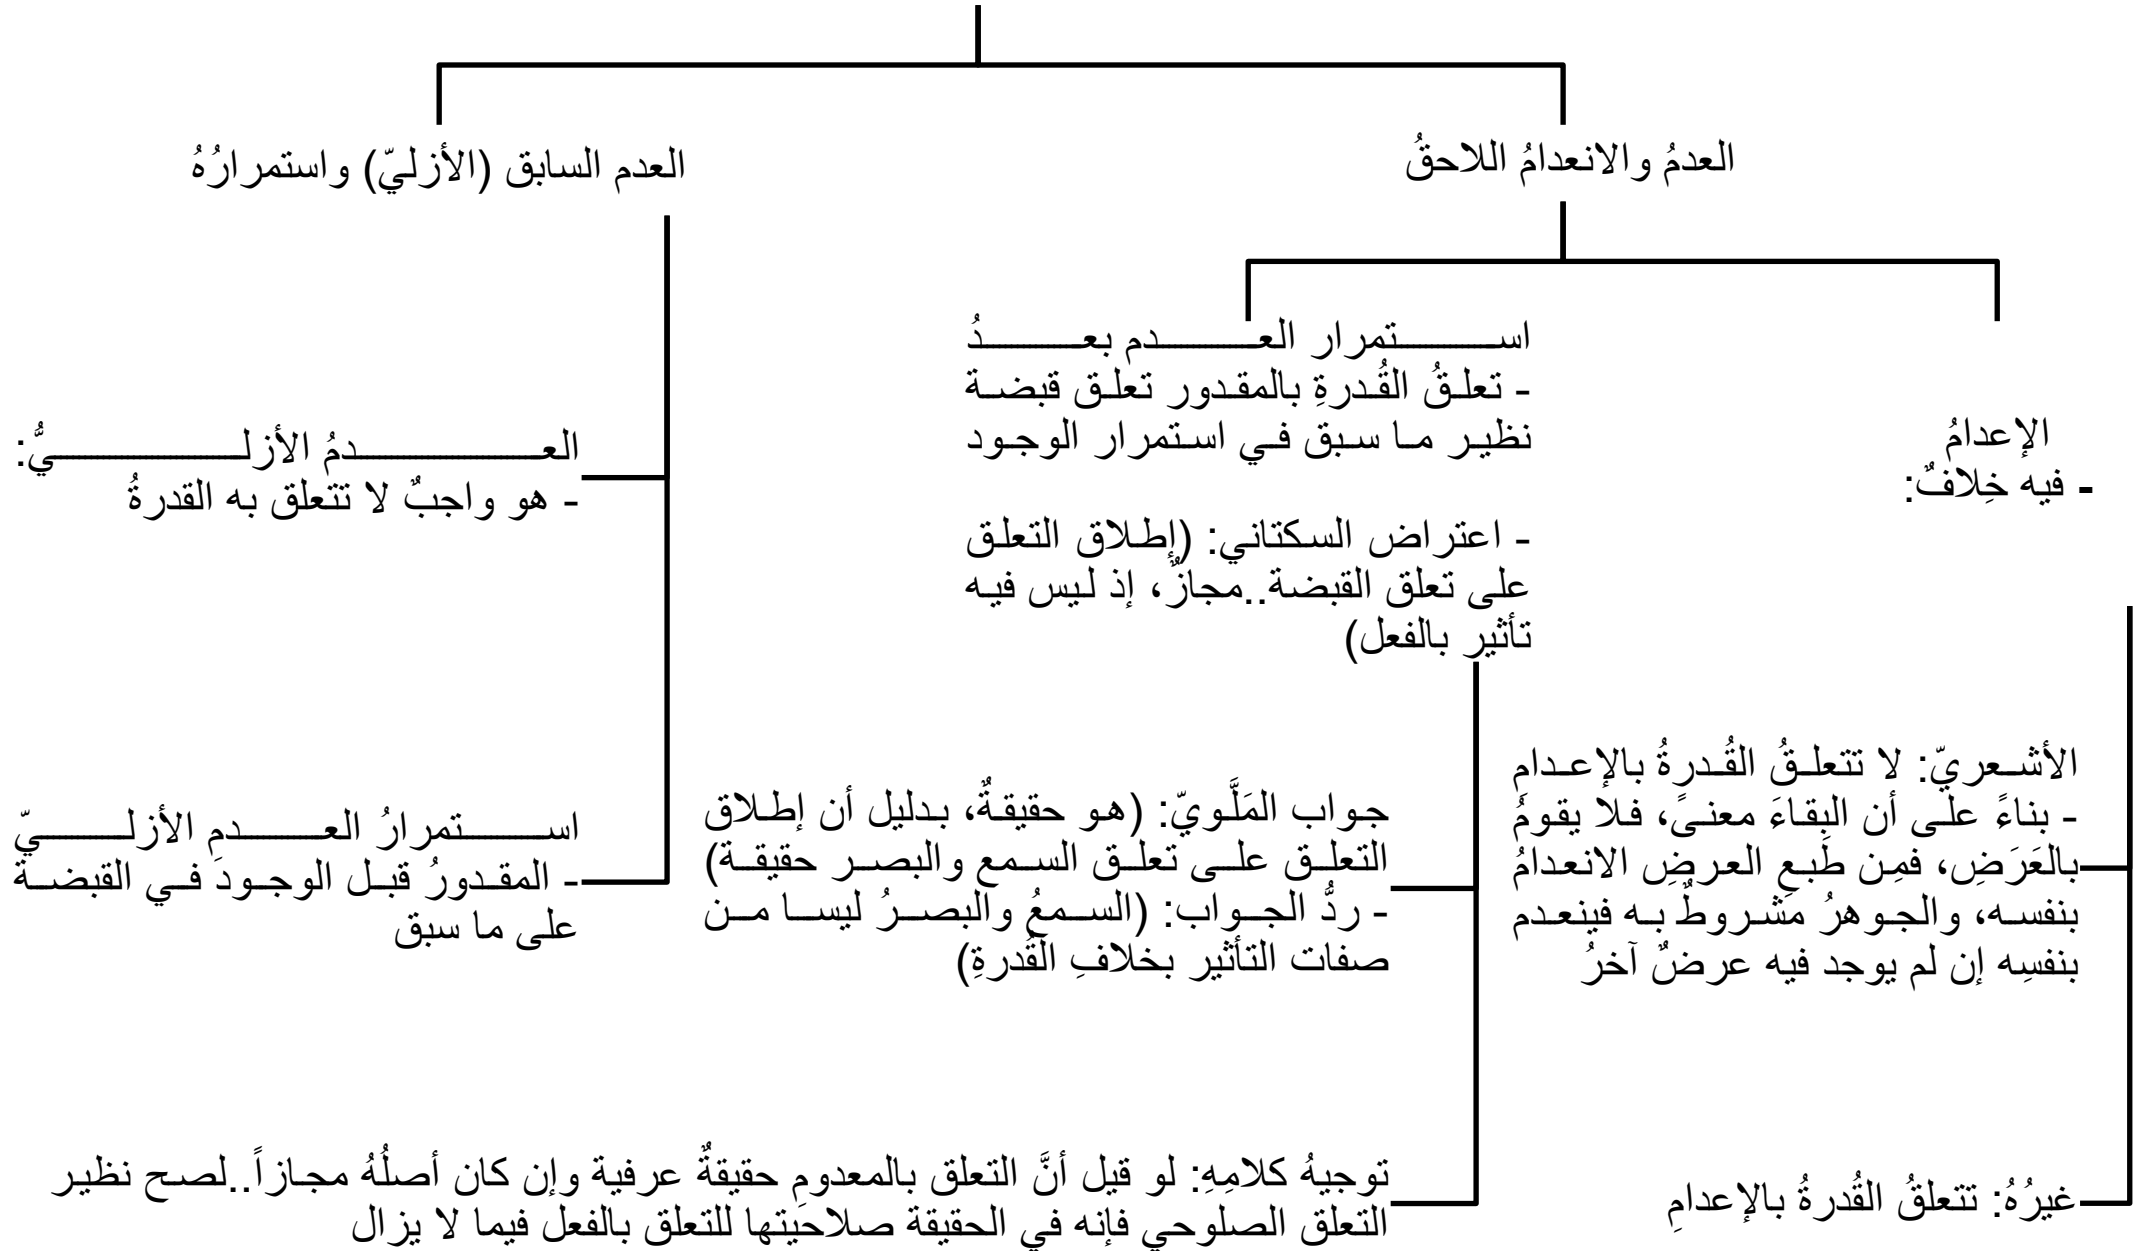 العدمُ والانعدامُ اللاحقُ
العدم السابق (الأزليّ) واستمرارُهُ
الإعدامُ
- فيه خِلافٌ:
الأشعريّ: لا تتعلقُ القُدرةُ بالإعدامِ
- بناءً على أن البقاءَ معنىً، فلا يقومُ
بالعَرَضِ، فمِن طَبعِ العرضِ الانعدامُ
بنفسه، والجوهرُ مشروطٌ به فينعدم
بنفسِه إن لم يوجد فيه عرضٌ آخرُ
غيرُهُ: تتعلقُ القُدرةُ بالإعدامِ
استمرار العدم بعدُ
- تعلقُ القُدرةِ بالمقدور تعلق قبضة
نظير ما سبق في استمرار الوجود
- اعتراض السكتاني: (إطلاق التعلق
على تعلق القبضة..مجازٌ، إذ ليس فيه
تأثير بالفعل)
جواب المَلَّويّ: (هو حقيقةٌ، بدليل أن إطلاق
التعلق على تعلق السمع والبصر حقيقة)
- ردُّ الجواب: (السمعُ والبصرُ ليسا من
صفات التأثير بخلافِ القُدرةِ)
توجيهُ كلامِهِ: لو قيل أنَّ التعلق بالمعدومِ حقيقةٌ عرفية وإن كان أصلُهُ مجازاً..لصح نظير
التعلق الصلوحي فإنه في الحقيقة صلاحيتها للتعلق بالفعل فيما لا يزال
العدمُ الأزليُّ:
- هو واجبٌ لا تتعلق به القدرةُ
استمرارُ العدمِ الأزليّ
- المقدورُ قبل الوجود في القبضة
على ما سبق